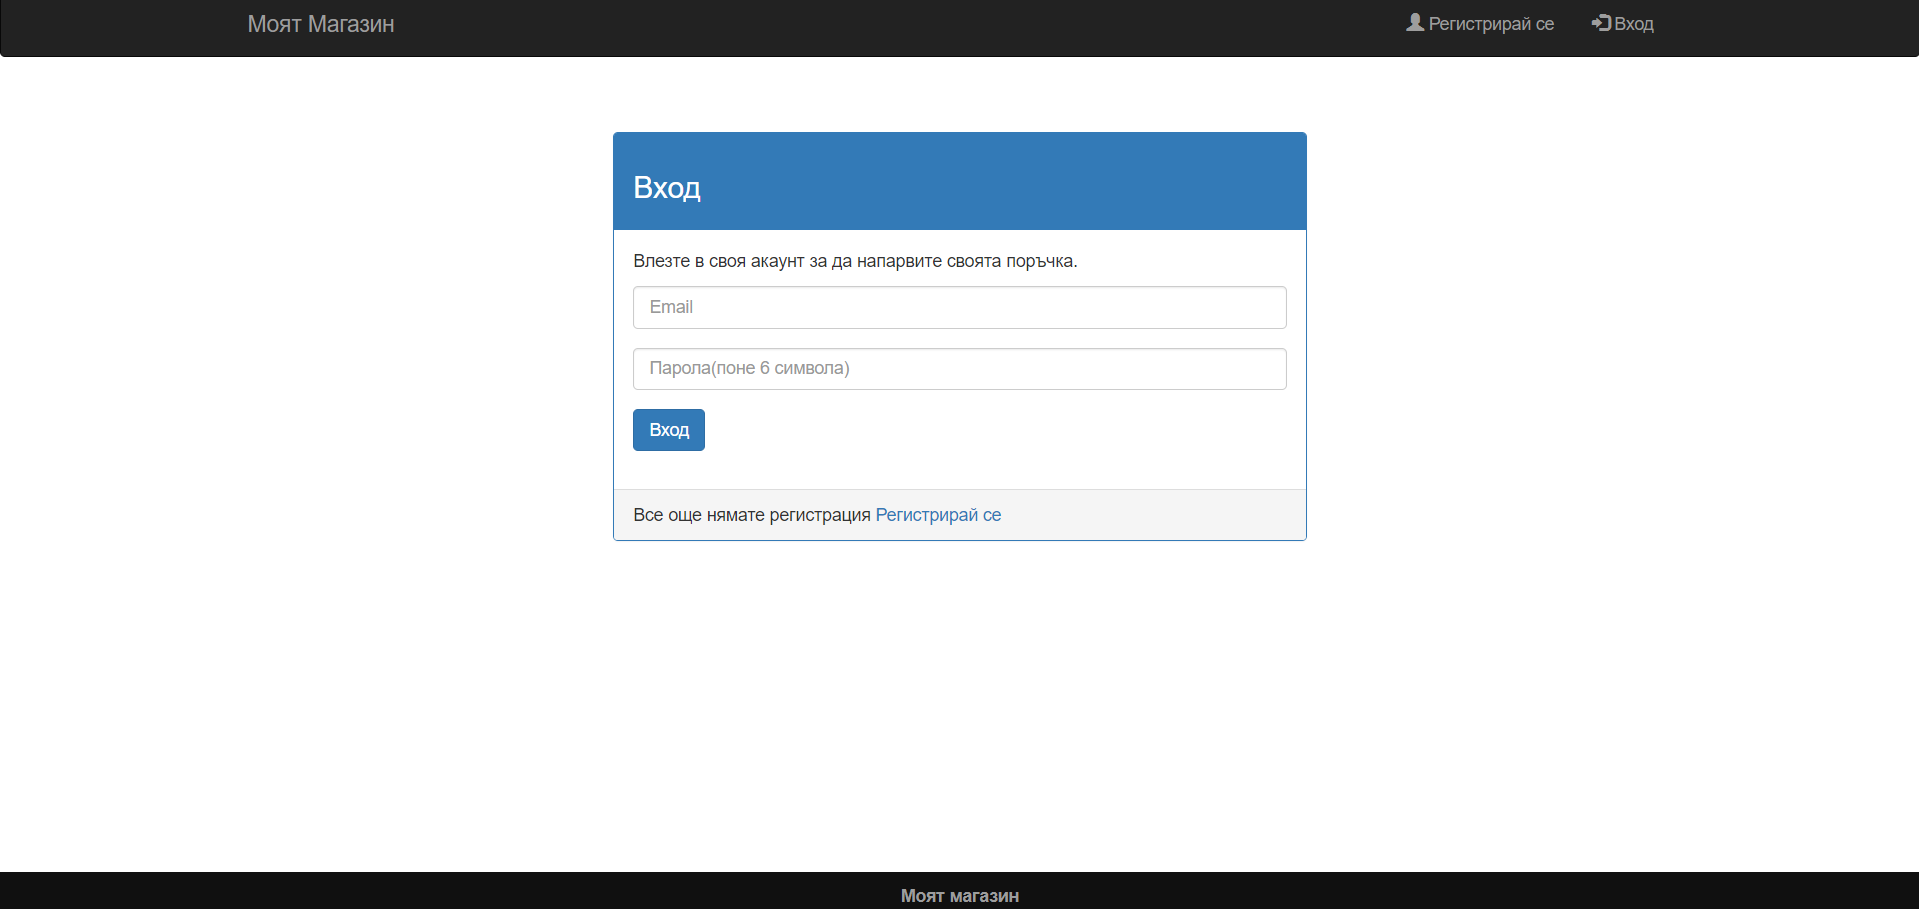 Моят Магазин
Регистрирай се
Вход
Вход
Влезте в своя акаунт за да напарвите своята поръчка.
Email
Парола(поне 6 символа)
Вход
Все още нямате регистрация Регистрирай се
Моят магазин